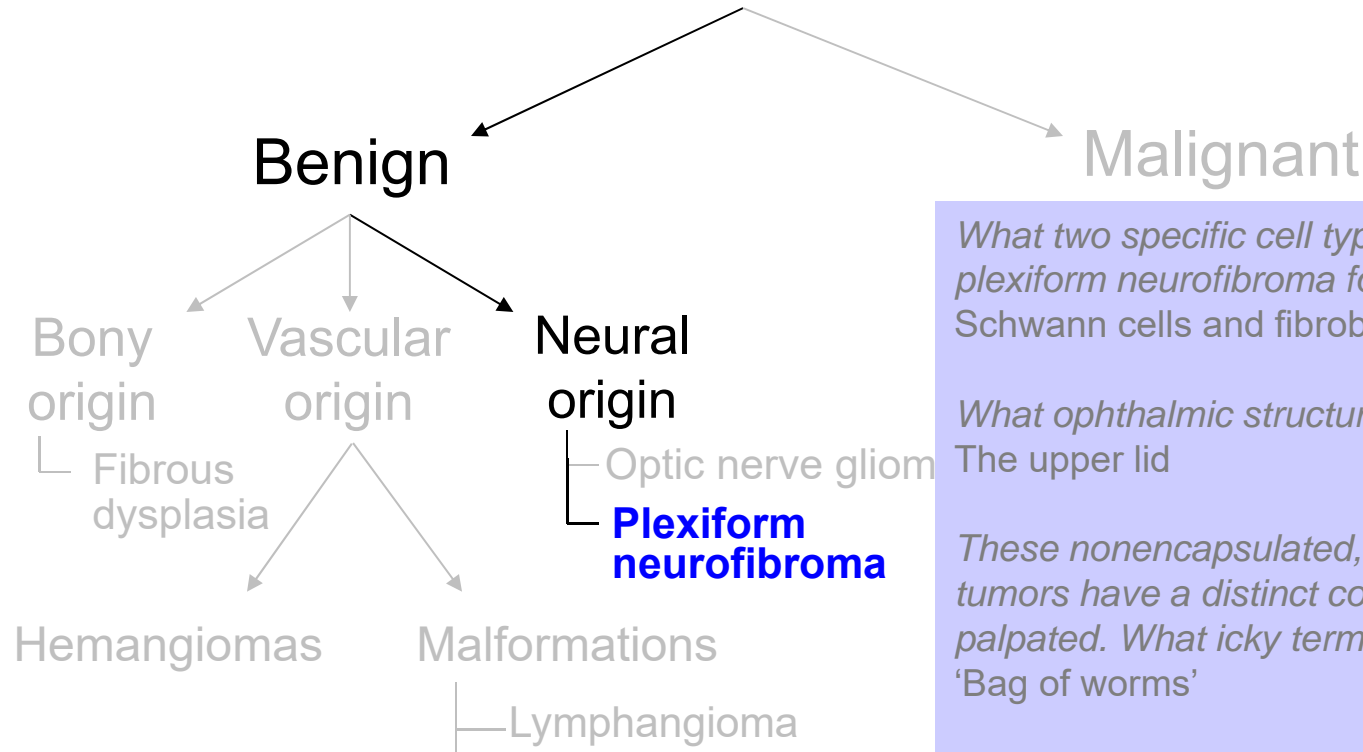 Benign
Malignant
Bony
origin
Vascular
origin
Neural
origin
Fibrous
dysplasia
Optic nerve gliom
Plexiform
neurofibroma
Hemangiomas
Malformations
Lymphangioma
What two specific cell typ
plexiform neurofibroma fo
Schwann cells and fibrob
What ophthalmic structur
The upper lid
These nonencapsulated,
tumors have a distinct co
palpated. What icky term
‘Bag of worms’